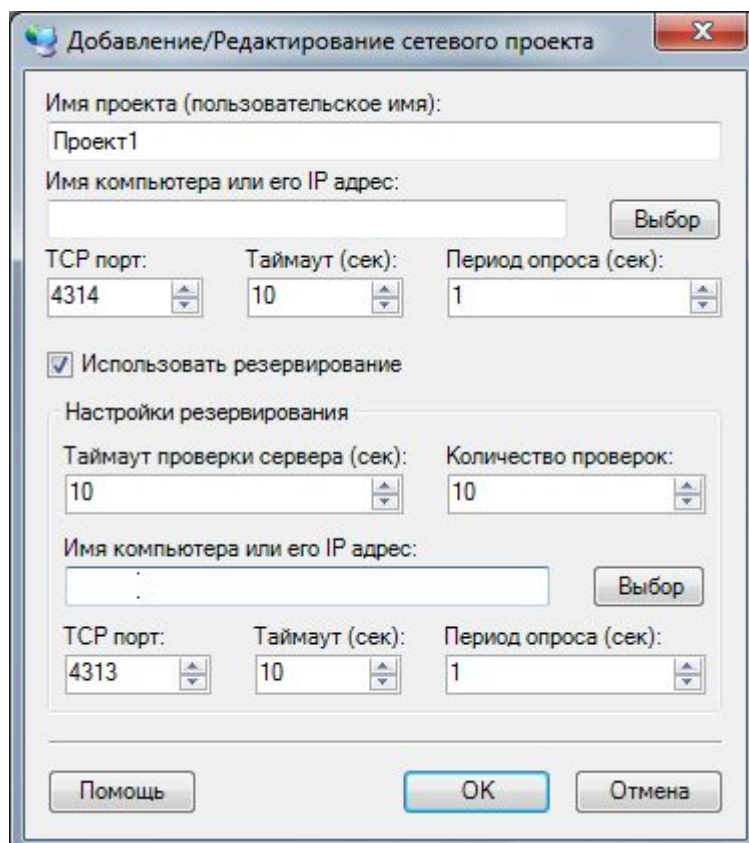 Добавление/Редактирование сетевого проекта
Имя проекта (пользовательское имя):
Проект1
Имя компьютера или его IP адрес:
Выбор
TCP порт: Таймаут (сек): Период опроса (сек):
4314 10 1
Использовать резервирование
Настройки резервирования
Таймаут проверки сервера (сек): Количество проверок:
10 10
Имя компьютера или его IP адрес:
Выбор
TCP порт: Таймаут (сек): Период опроса (сек):
4313 10 1
Помощь OK Отмена